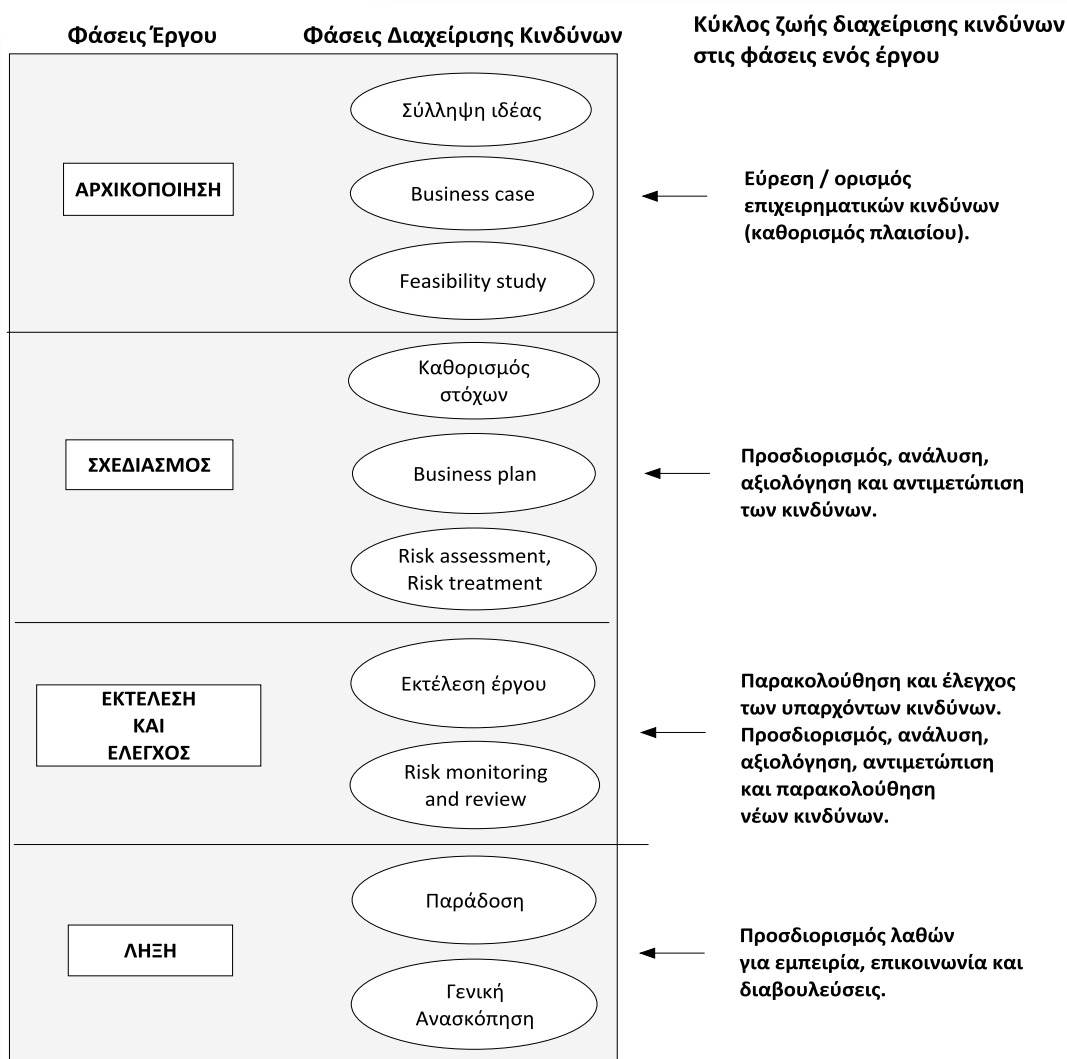 Φάσεις Έργου
Φάσεις Διαχείρισης Κινδύνων
Κύκλος ζωής διαχείρισης κινδύνων
στις φάσεις ενός έργου
ΑΡΧΙΚΟΠΟΙΗΣΗ
Σύλληψη ιδέας
Business case
Feasibility study
Εύρεση / ορισμός
επιχειρηματικών κινδύνων
(καθορισμός πλαισίου).
ΣΧΕΔΙΑΣΜΟΣ
Καθορισμός
στόχων
Business plan
Risk assessment,
Risk treatment
Προσδιορισμός, ανάλυση,
αξιολόγηση και αντιμετώπιση
των κινδύνων.
ΕΚΤΕΛΕΣΗ
ΚΑΙ
ΕΛΕΓΧΟΣ
Εκτέλεση έργου
Risk monitoring
and review
Παρακολούθηση και έλεγχος
των υπαρχόντων κινδύνων.
Προσδιορισμός, ανάλυση,
αξιολόγηση, αντιμετώπιση
και παρακολούθηση
νέων κινδύνων.
ΛΗΞΗ
Παράδοση
Γενική
Ανασκόπηση
Προσδιορισμός λαθών
για εμπειρία, επικοινωνία και
διαβουλεύσεις.